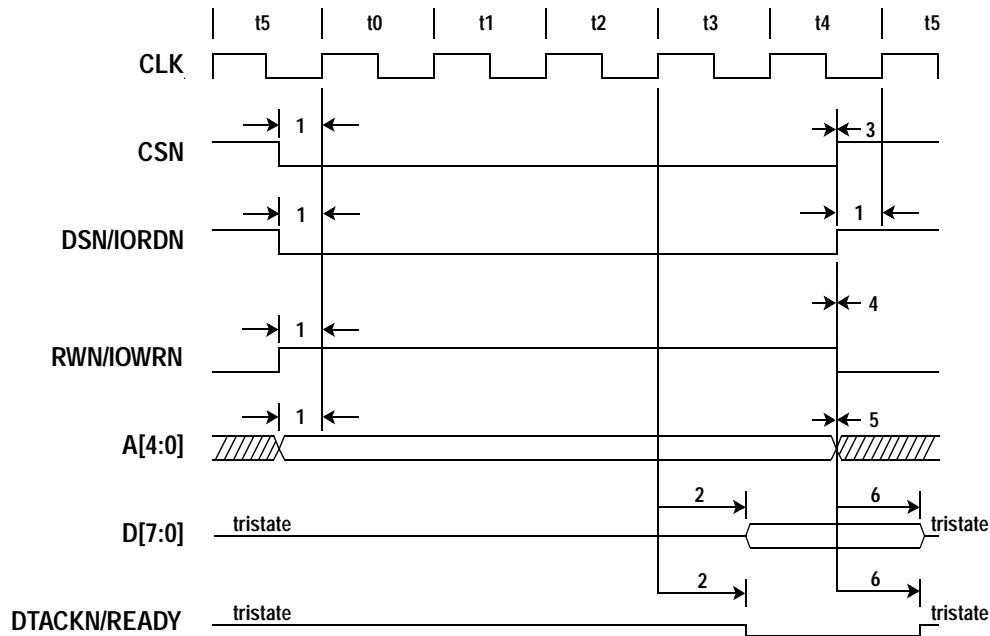 t5 t0 t1 t2 t3 t4 t5
CLK
1 3
CSN
1 1
DSN/IORDN
4
1
RWN/IOWRN
1 5
A[4:0]
2 6
tristate tristate
D[7:0]
2 6
tristate tristate
DTACKN/READY